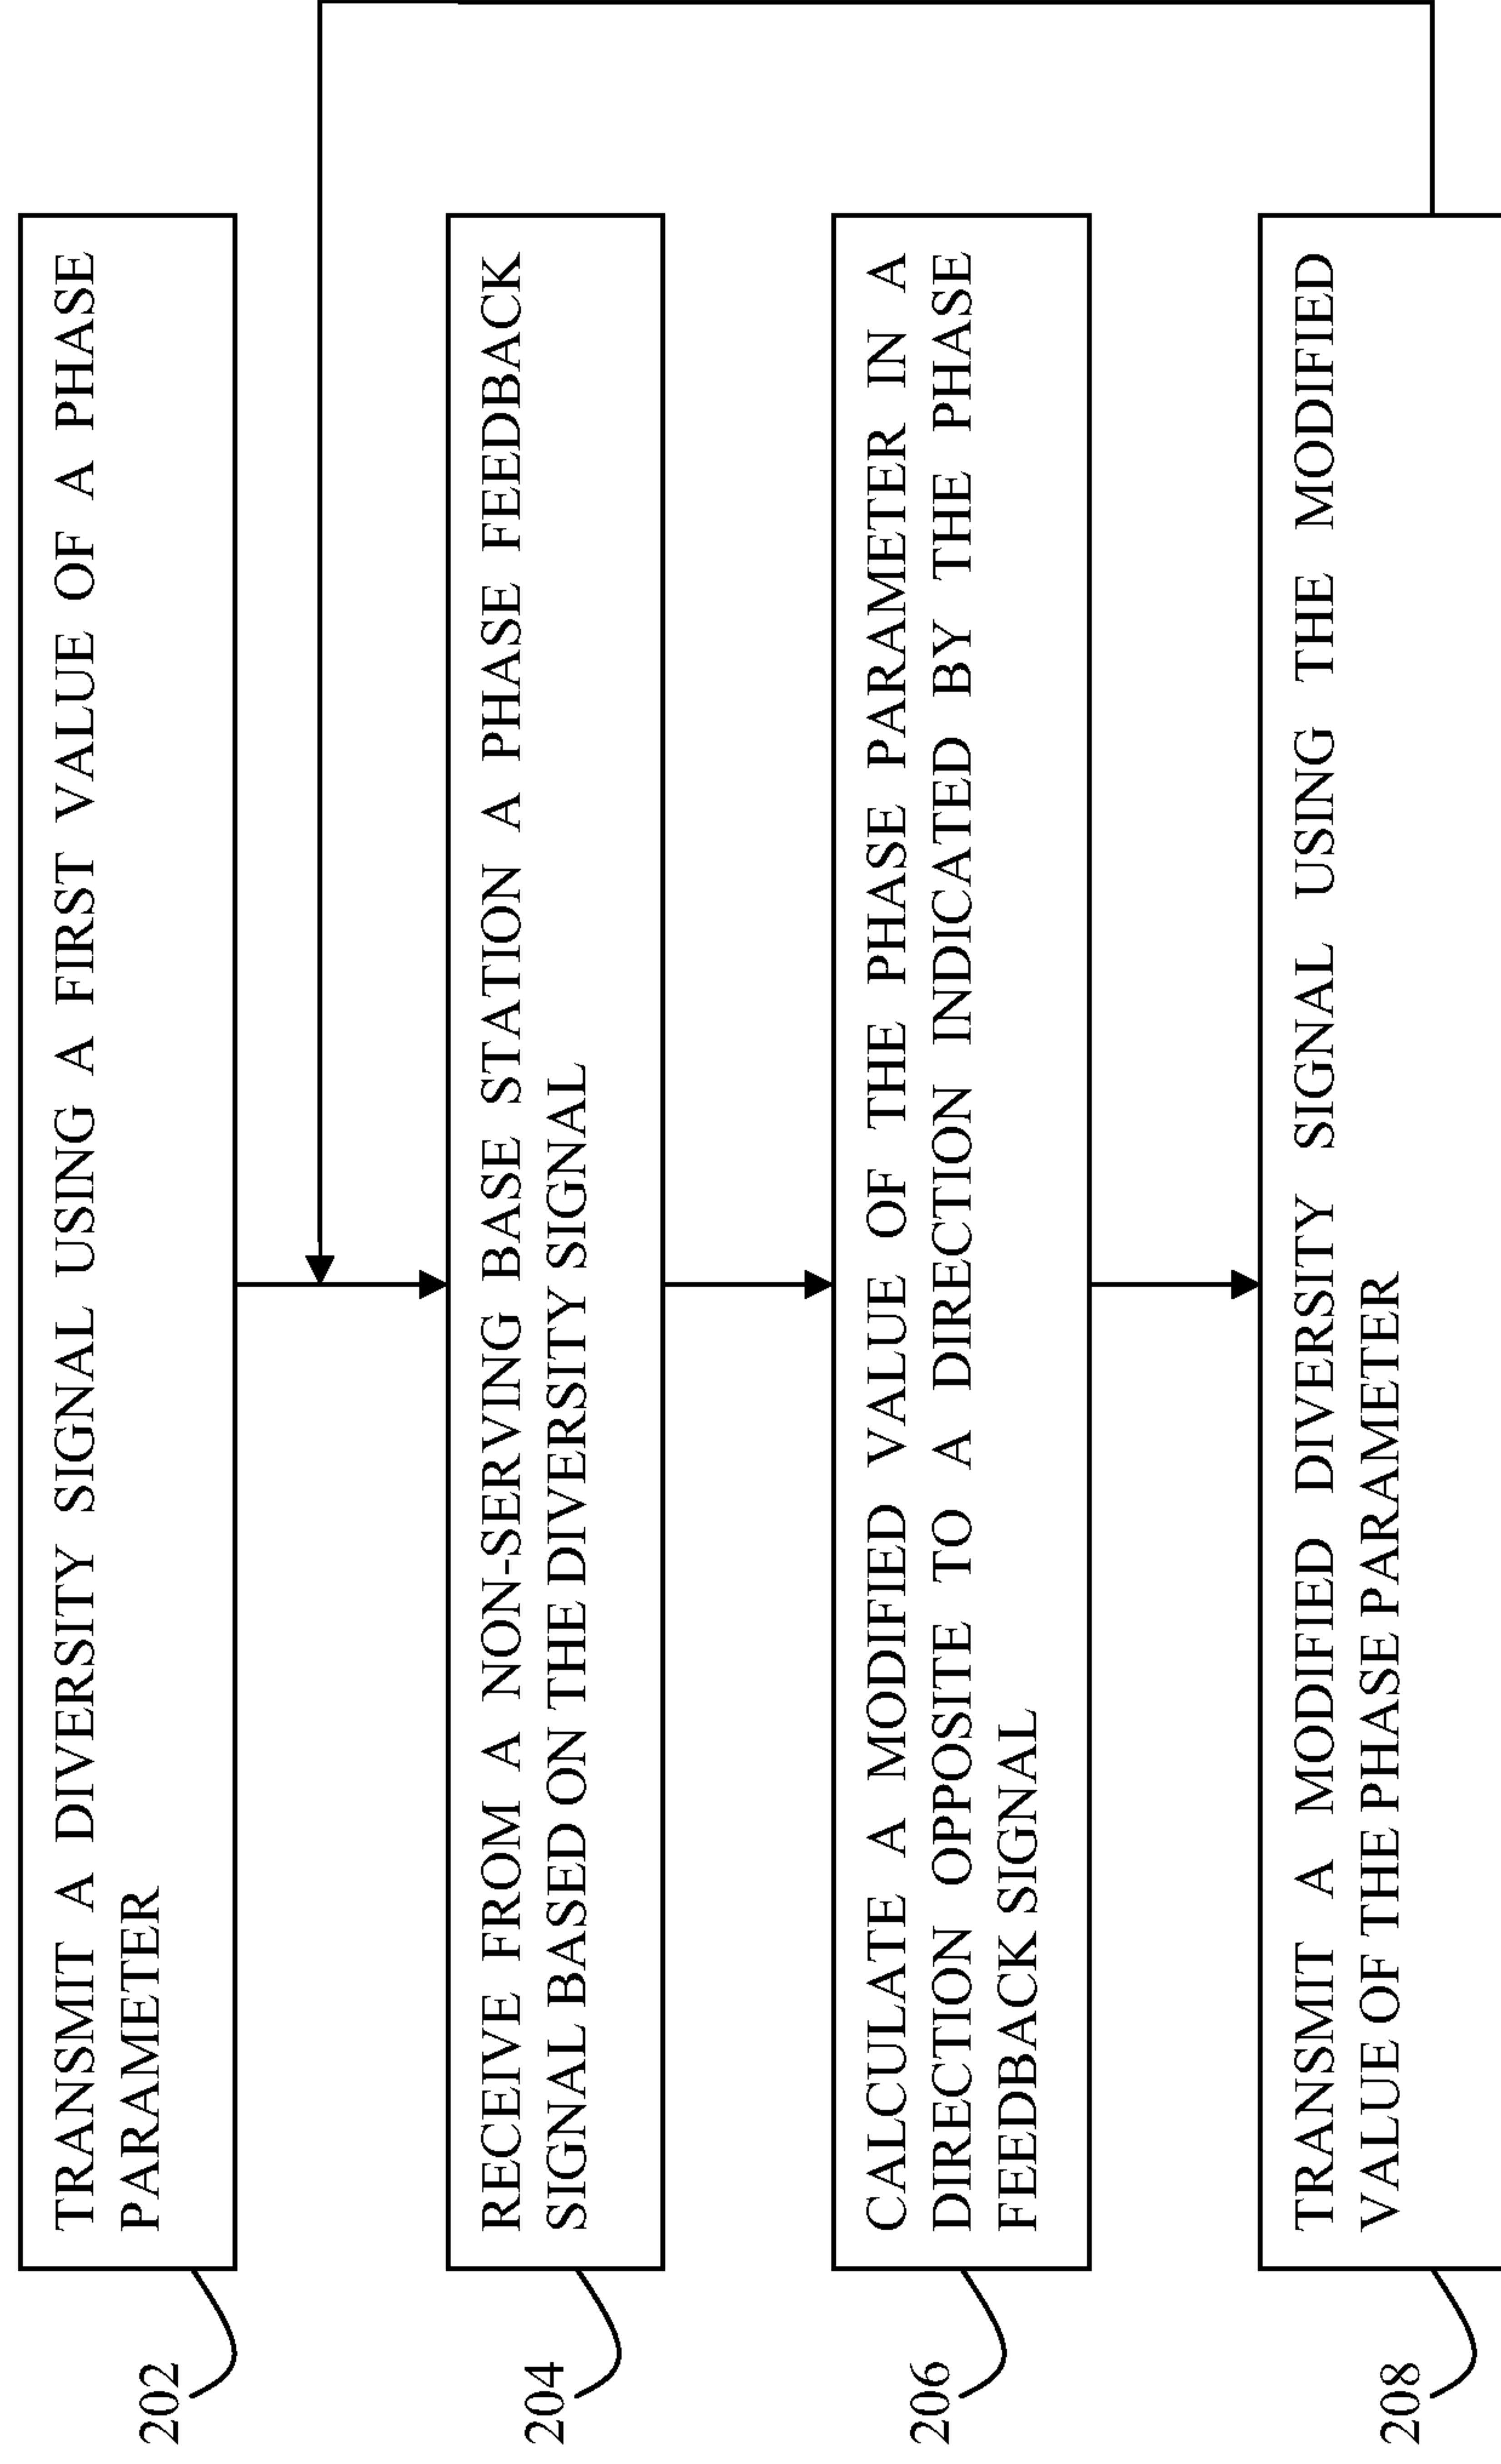 202
TRANSMIT A DIVERSITY SIGNAL USING A FIRST VALUE OF A PHASE
PARAMETER
204
RECEIVE FROM A NON-SERVING BASE STATION A PHASE FEEDBACK
SIGNAL BASED ON THE DIVERSITY SIGNAL
206
CALCULATE A MODIFIED VALUE OF THE PHASE PARAMETER IN A
DIRECTION OPPOSITE TO A DIRECTION INDICATED BY THE PHASE
FEEDBACK SIGNAL
208
TRANSMIT A MODIFIED DIVERSITY SIGNAL USING THE MODIFIED
VALUE OF THE PHASE PARAMETER